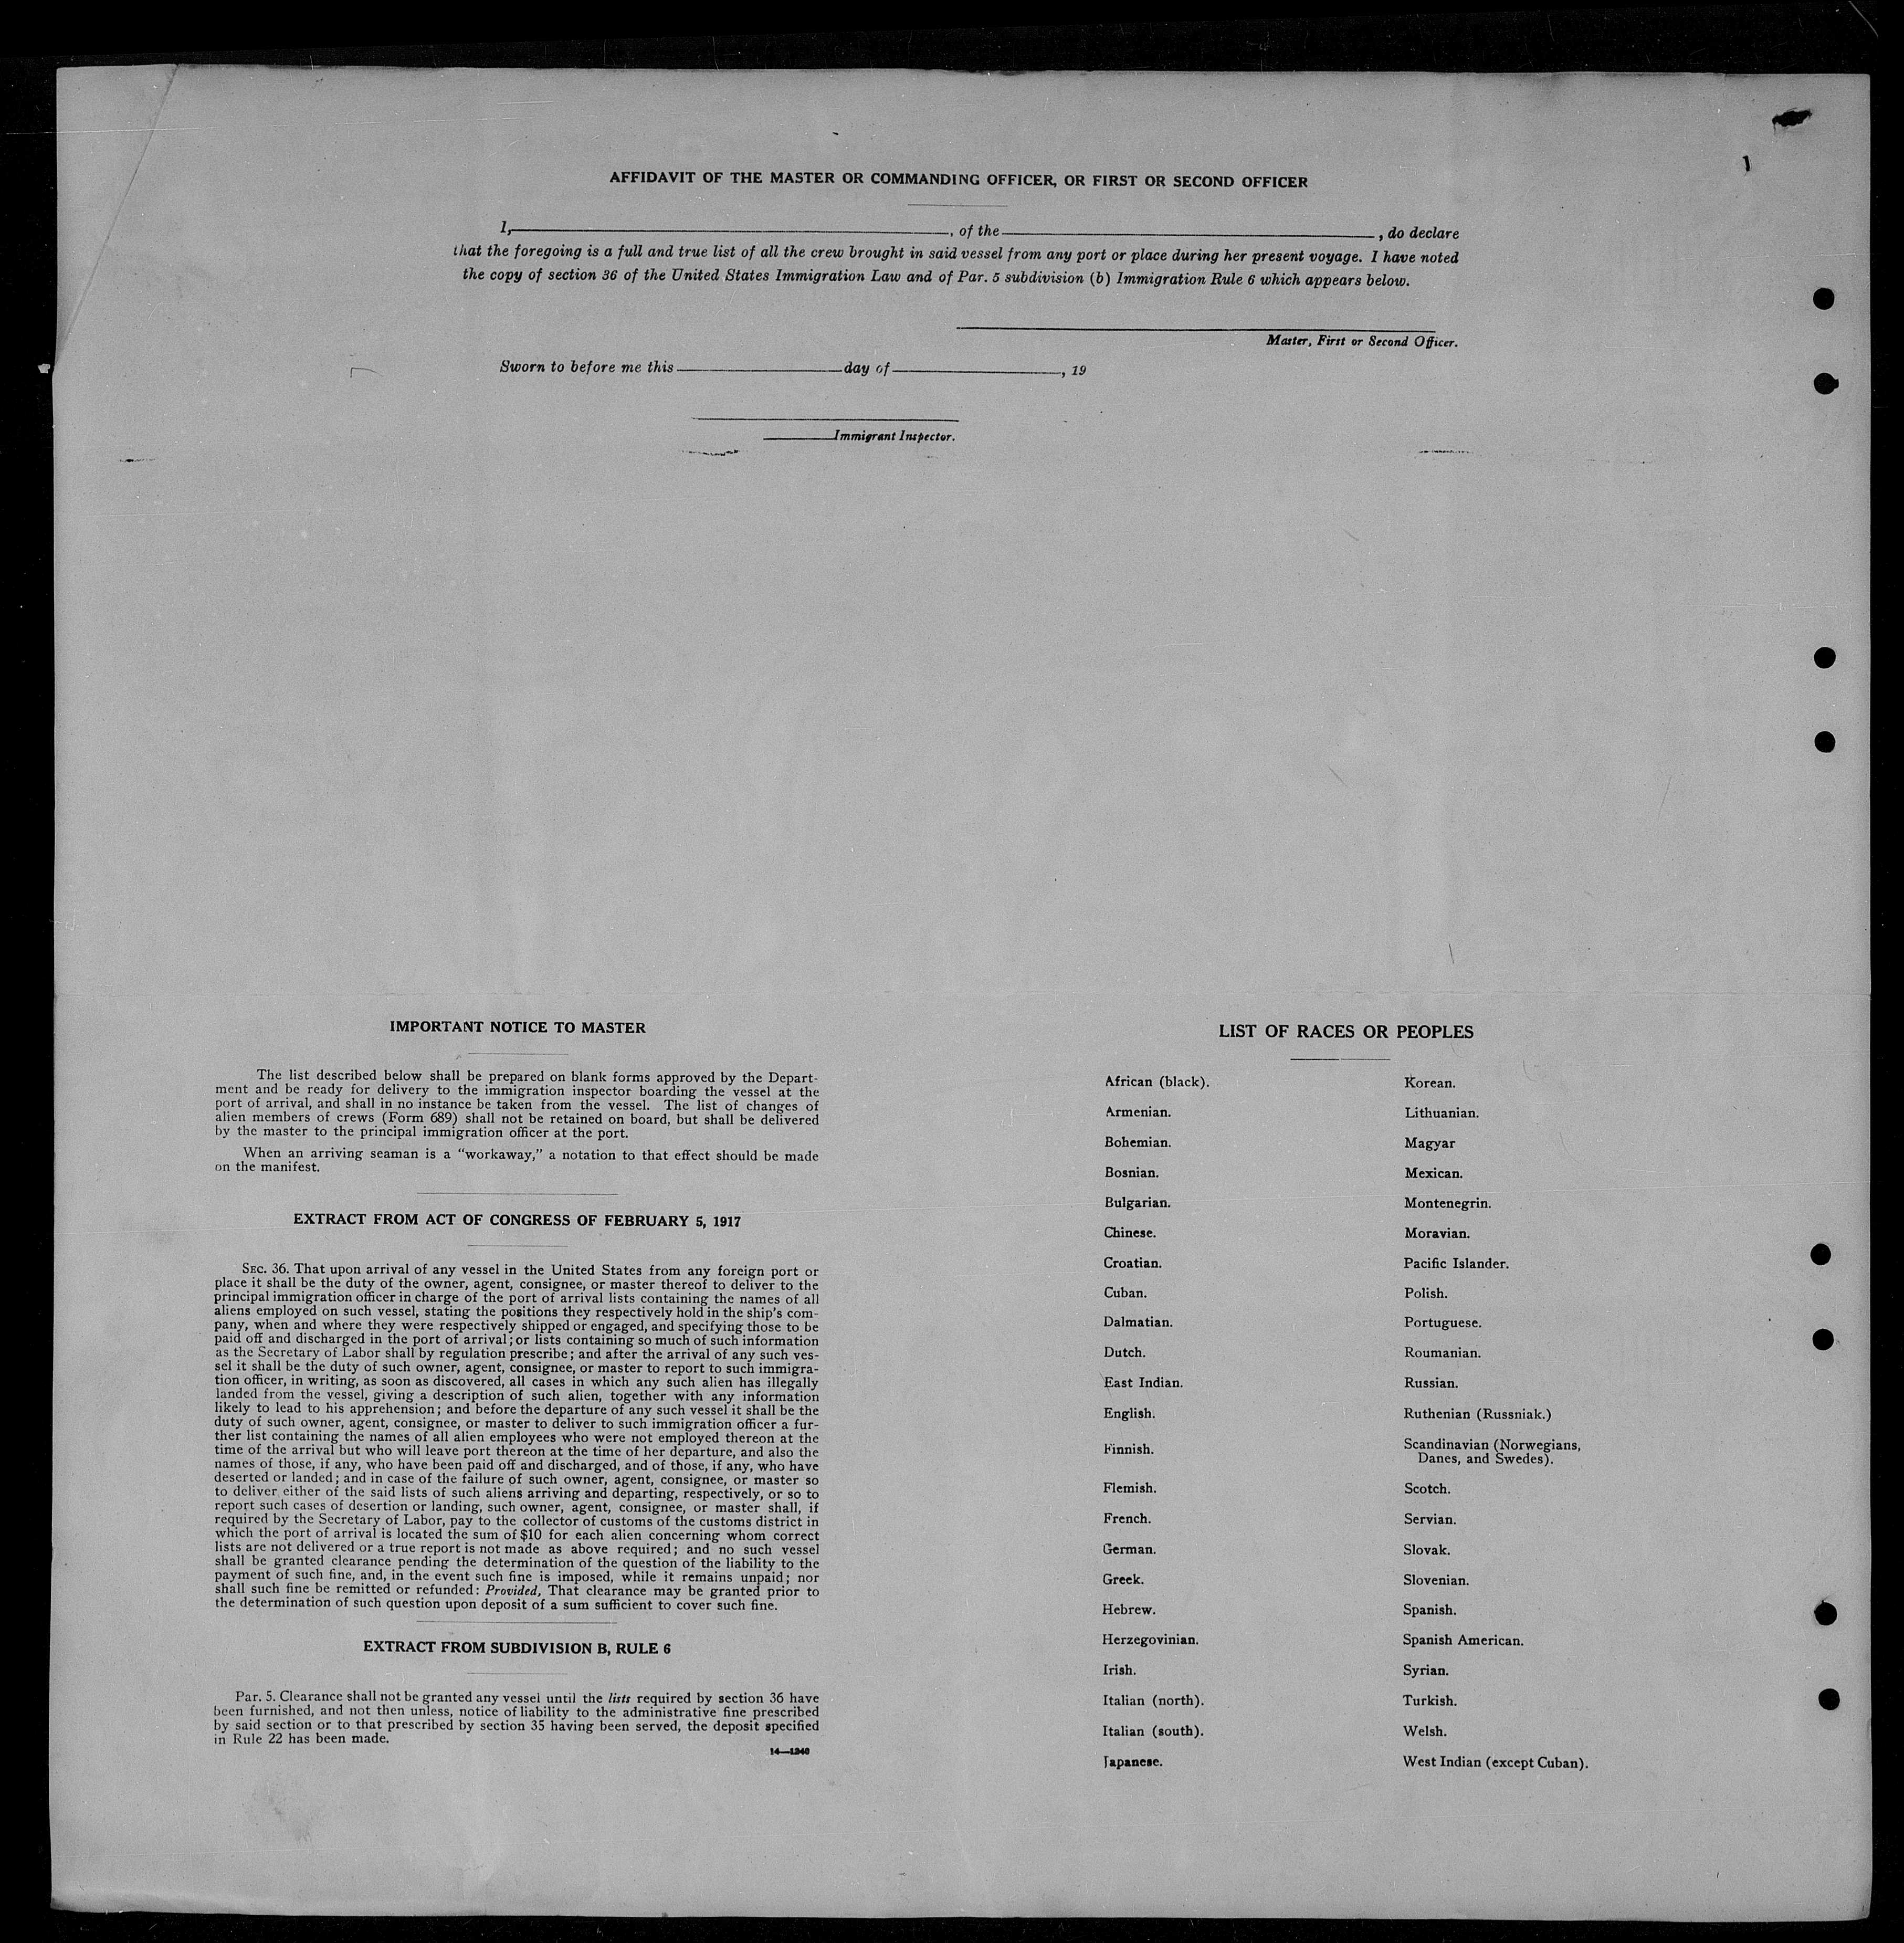 1
AFFIDAVIT OF THE MASTER OR COMMANDING OFFICER, OR FIRST OR SECOND OFFICER
I, , of the , do declare
that the foregoing is a full and true list of all the crew brought in said vessel from any port or place during her present voyage. I have noted
the copy of section 36 of the United States Immigration Law and of Par. 5 subdivision (b) Immigration Rule 6 which appears below.
Master, First or Second Officer.
Sworn to before me this day of , 19
Immigrant Inspector.
IMPORTANT NOTICE TO MASTER
The list described below shall be prepared on blank forms approved by the Depart-
ment and be ready for delivery to the immigration inspector boarding the vessel at the
port of arrival, and shall in no instance be taken from the vessel. The list of changes of
alien members of crews (Form 689) shall not be retained on board, but shall be delivered
by the master to the principal immigration officer at the port.
When an arriving seaman is a "workaway," a notation to that effect should be made
on the manifest.
EXTRACT FROM ACT OF CONGRESS OF FEBRUARY 5, 1917
SEC. 36. That upon arrival of any vessel in the United States from any foreign port or
place it shall be the duty of the owner, agent, consignee, or master thereof to deliver to the
principal immigration officer in charge of the port of arrival lists containing the names of all
aliens employed on such vessel, stating the positions they respectively hold in the ship's com-
pany, when and where they were respectively shipped or engaged, and specifying those to be
paid off and discharged in the port of arrival; or lists containing so much of such information
as the Secretary of Labor shall by regulation prescribe; and after the arrival of any such ves-
sel it shall be the duty of such owner, agent, consignee, or master to report to such immigra-
tion officer, in writing, as soon as discovered, all cases in which any such alien has illegally
landed from the vessel, giving a description of such alien, together with any information
likely to lead to his apprehension; and before the departure of any such vessel it shall be the
duty of such owner, agent, consignee, or master to deliver to such immigration officer a fur-
ther list containing the names of all alien employees who were not employed thereon at the
time of the arrival but who will leave port thereon at the time of her departure, and also the
names of those, if any, who have been paid off and discharged, and of those, if any, who have
deserted or landed; and in case of the failure of such owner, agent, consignee, or master so
to deliver either of the said lists of such aliens arriving and departing, respectively, or so to
report such cases of desertion or landing, such owner, agent, consignee, or master shall, if
required by the Secretary of Labor, pay to the collector of customs of the customs district in
which the port of arrival is located the sum of $10 for each alien concerning whom correct
lists are not delivered or a true report is not made as above required; and no such vessel
shall be granted clearance pending the determination of the question of the liability to the
payment of such fine, and, in the event such fine is imposed, while it remains unpaid; nor
shall such fine be remitted or refunded: Provided, That clearance may be granted prior to
the determination of such question upon deposit of a sum sufficient to cover such fine.
EXTRACT FROM SUBDIVISION B, RULE 6
Par. 5. Clearance shall not be granted any vessel until the lists required by section 36 have
been furnished, and not then unless, notice of liability to the administrative fine prescribed
by said section or to that prescribed by section 35 having been served, the deposit specified
in Rule 22 has been made.
14—1240
LIST OF RACES OR PEOPLES
African (black).
Armenian.
Bohemian.
Bosnian.
Bulgarian.
Chinese.
Croatian.
Cuban.
Dalmatian.
Dutch.
East Indian.
English.
Finnish.
Flemish.
French.
German.
Greek.
Hebrew.
Herzegovinian.
Irish.
Italian (north).
Italian (south).
Japanese.
Korean.
Lithuanian.
Magyar
Mexican.
Montenegrin.
Moravian.
Pacific Islander.
Polish.
Portuguese.
Roumanian.
Russian.
Ruthenian (Russniak.)
Scandinavian (Norwegians,
Danes, and Swedes).
Scotch.
Servian.
Slovak.
Slovenian.
Spanish.
Spanish American.
Syrian.
Turkish.
Welsh.
West Indian (except Cuban).